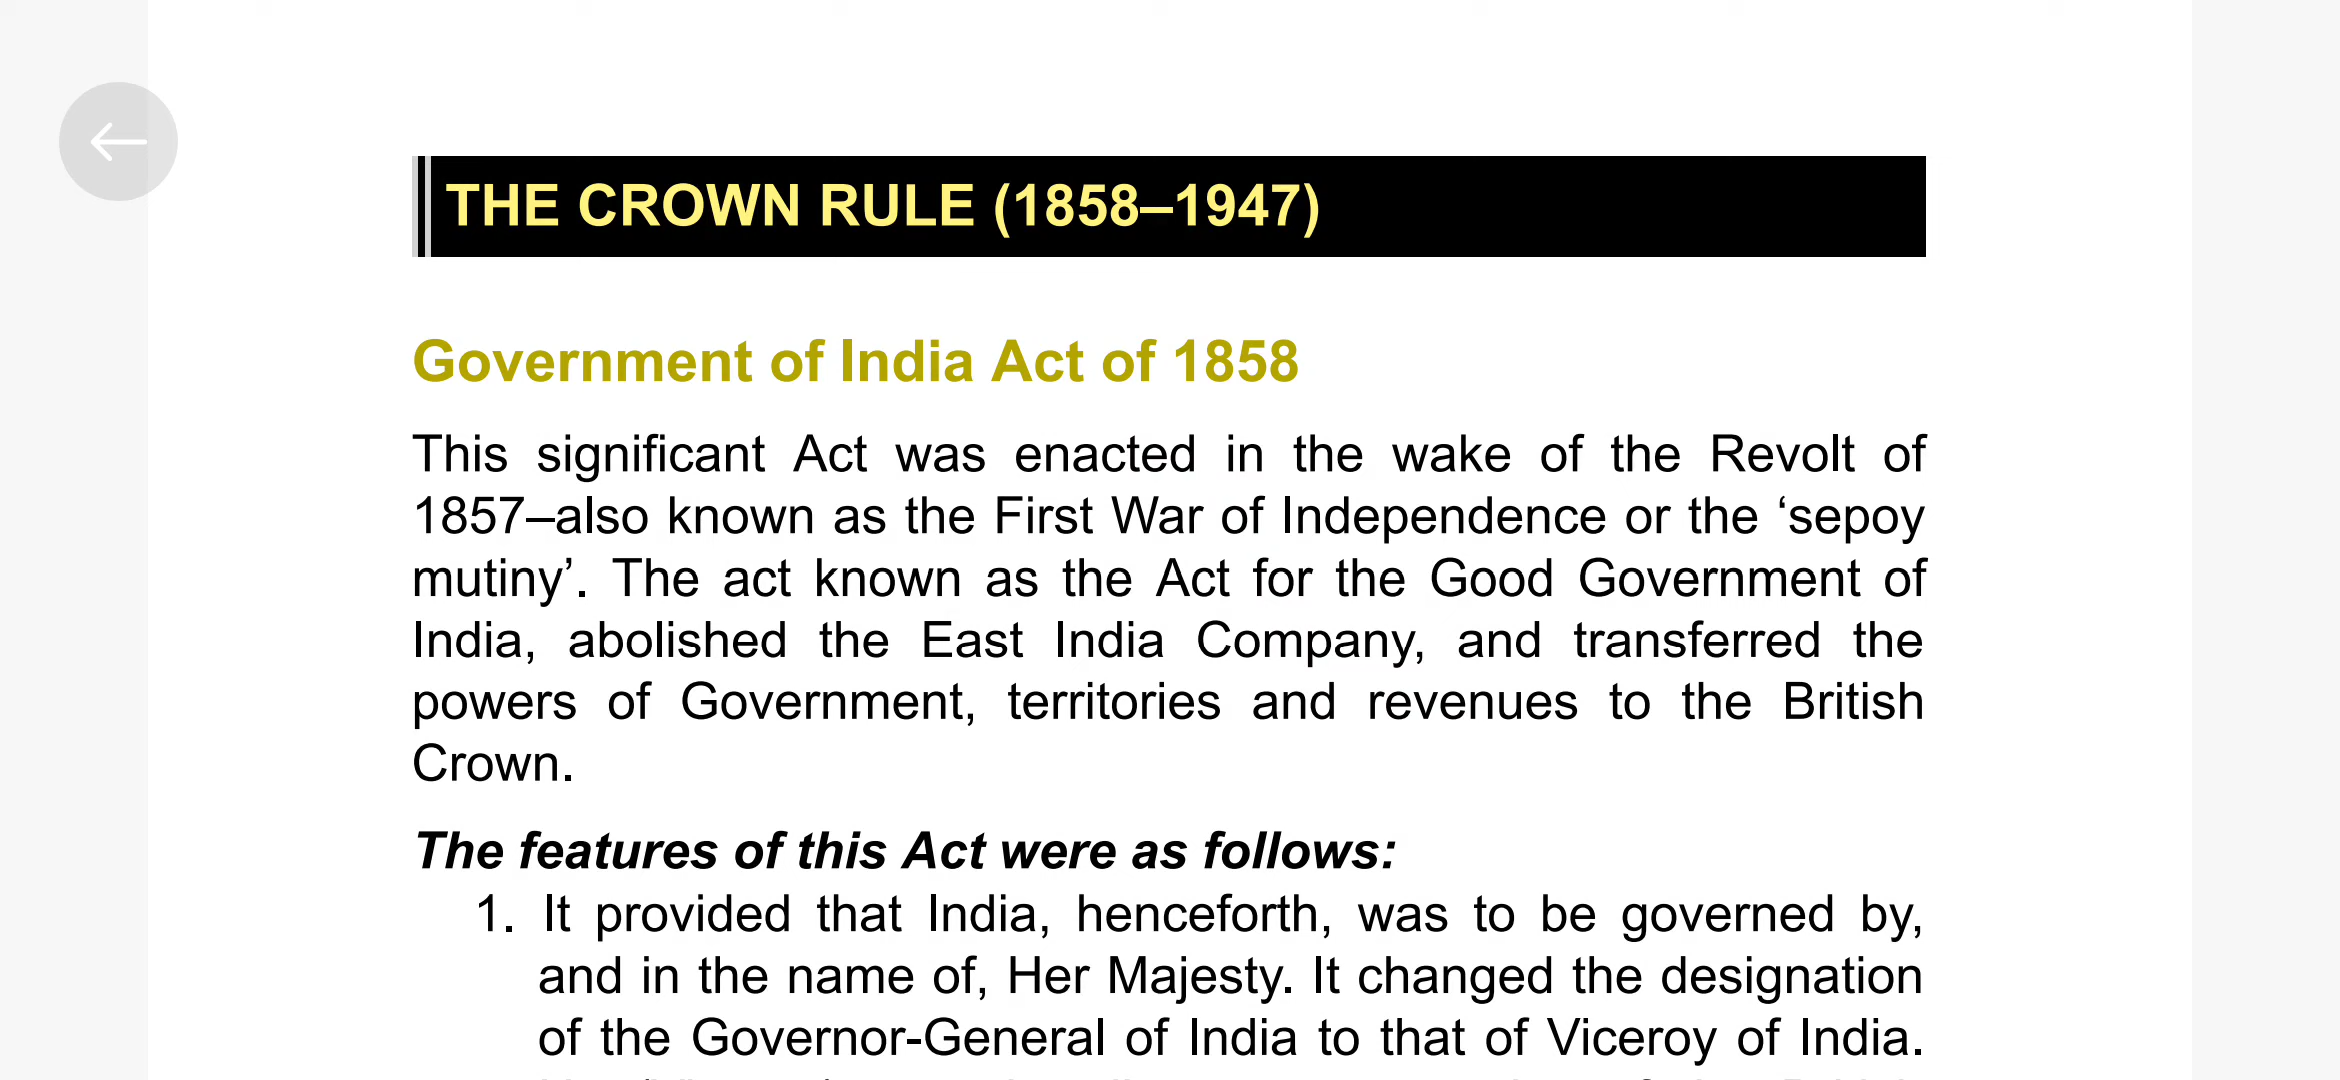 THE CROWN RULE (1858–1947)
Government of India Act of 1858
This significant Act was enacted in the wake of the Revolt of
1857–also known as the First War of Independence or the ‘sepoy
mutiny’. The act known as the Act for the Good Government of
India, abolished the East India Company, and transferred the
powers of Government, territories and revenues to the British
Crown.
The features of this Act were as follows:
1. It provided that India, henceforth, was to be governed by,
and in the name of, Her Majesty. It changed the designation
of the Governor-General of India to that of Viceroy of India.